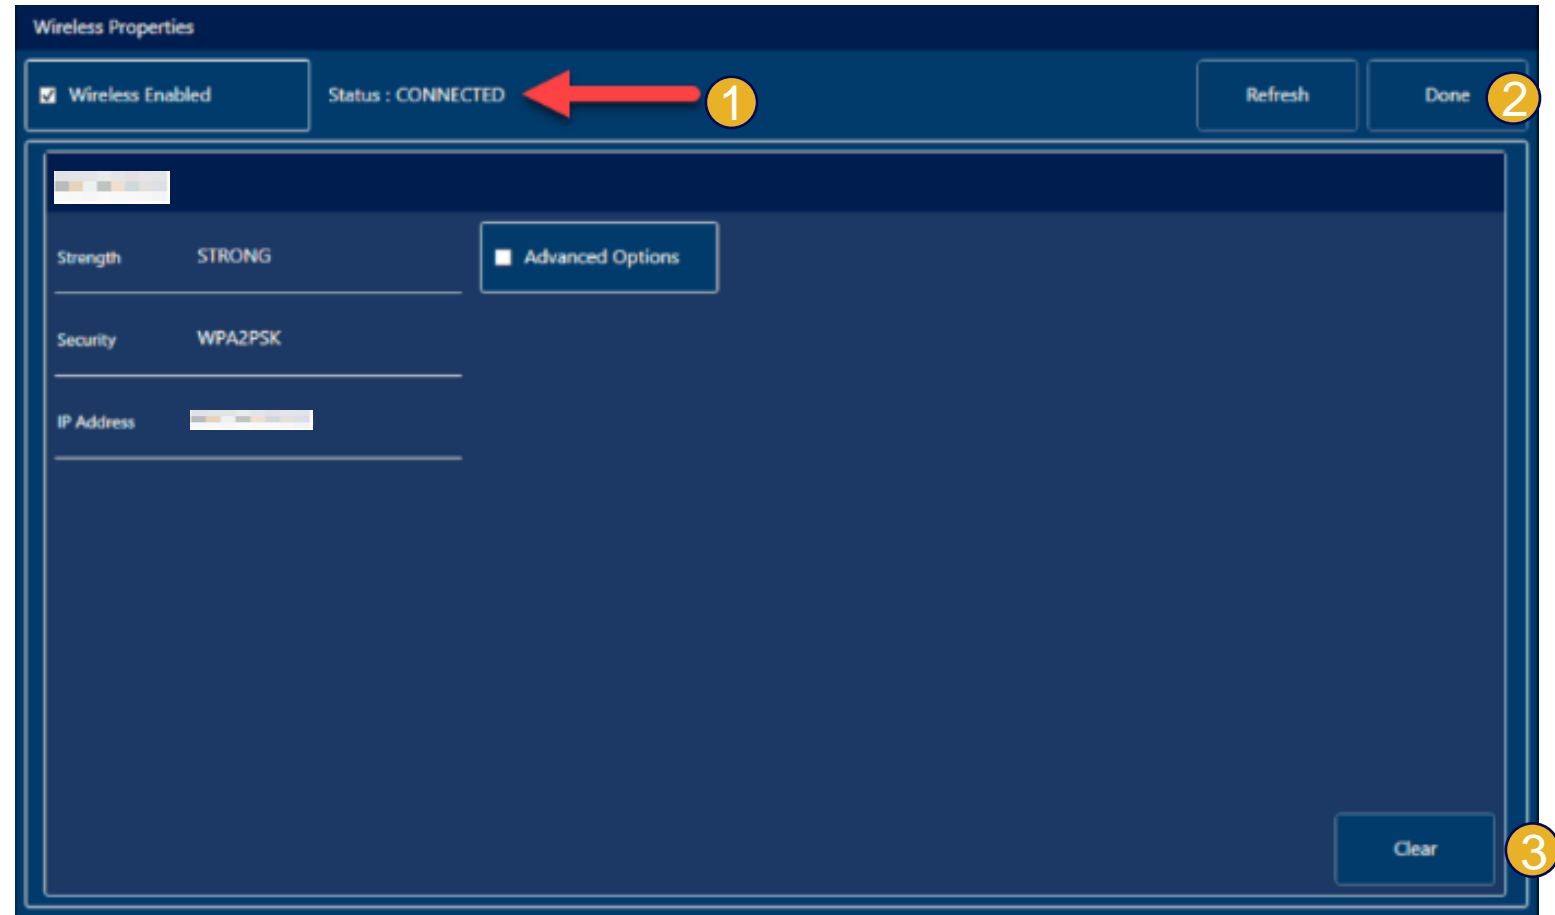 Wireless Properties
Wireless Enabled
Status : CONNECTED
1
Refresh
Done
2
Strength
STRONG
Advanced Options
Security
WPA2PSK
IP Address
Clear
3